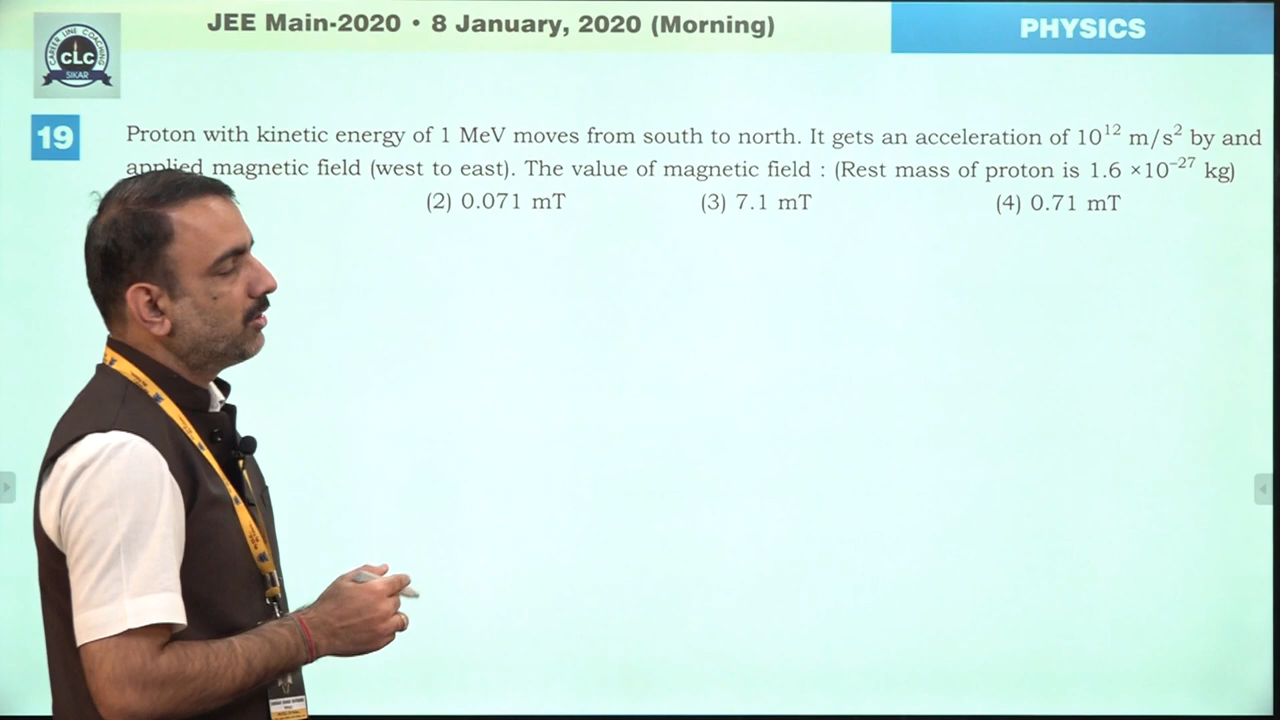 JEE Main-2020 • 8 January, 2020 (Morning)
PHYSICS
CAREER LINE COACHING
CLC
SIKAR
19
Proton with kinetic energy of 1 MeV moves from south to north. It gets an acceleration of 10¹² m/s² by and
applied magnetic field (west to east). The value of magnetic field : (Rest mass of proton is 1.6 ×10⁻²⁷ kg)
(2) 0.071 mT (3) 7.1 mT (4) 0.71 mT